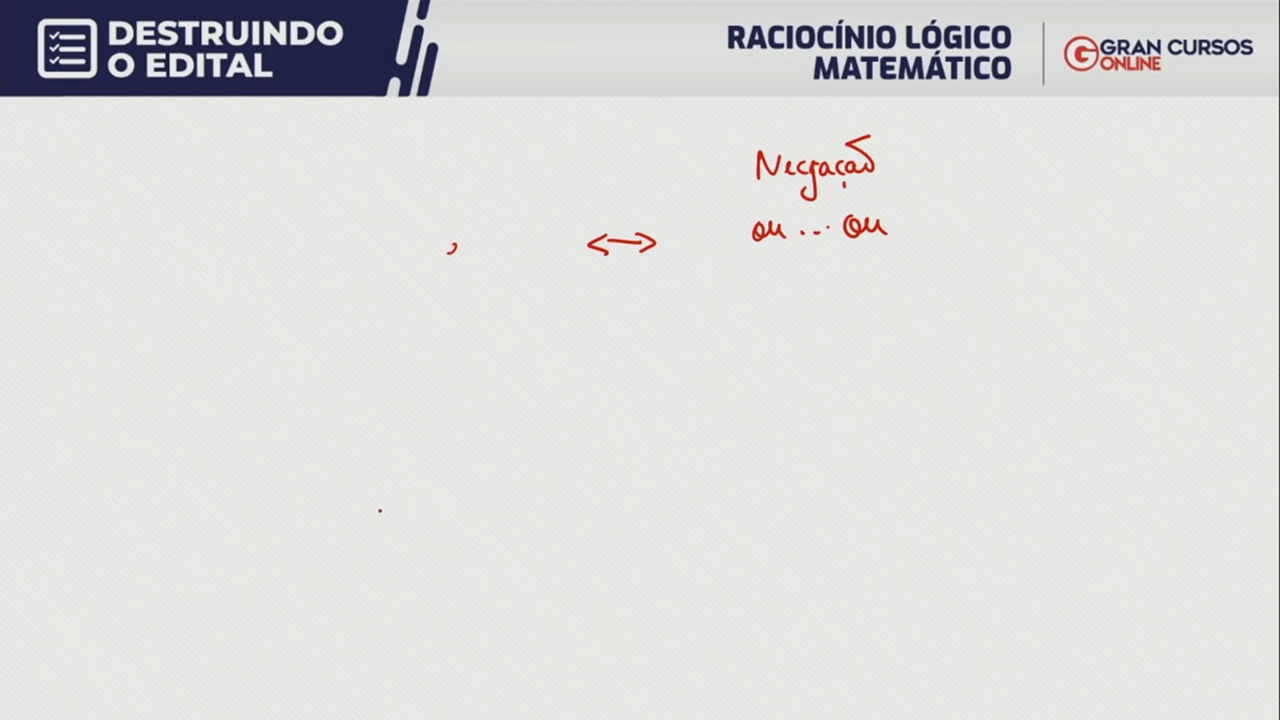 DESTRUINDO
O EDITAL
RACIOCÍNIO LÓGICO
MATEMÁTICO
GRAN CURSOS
ONLINE
Negação
, ↔ ou ... ou